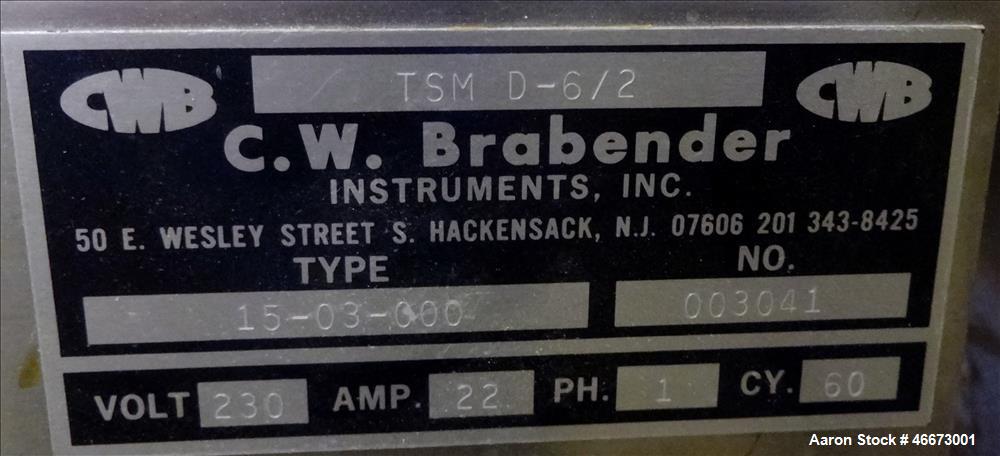 CWB TSM D-6/2 CWB
C.W. Brabender
INSTRUMENTS, INC.
50 E. WESLEY STREET S. HACKENSACK, N.J. 07606 201 343-8425
TYPE NO.
15-03-000 003041
VOLT 230 AMP. 22 PH. 1 CY. 60
Aaron Stock # 46673001